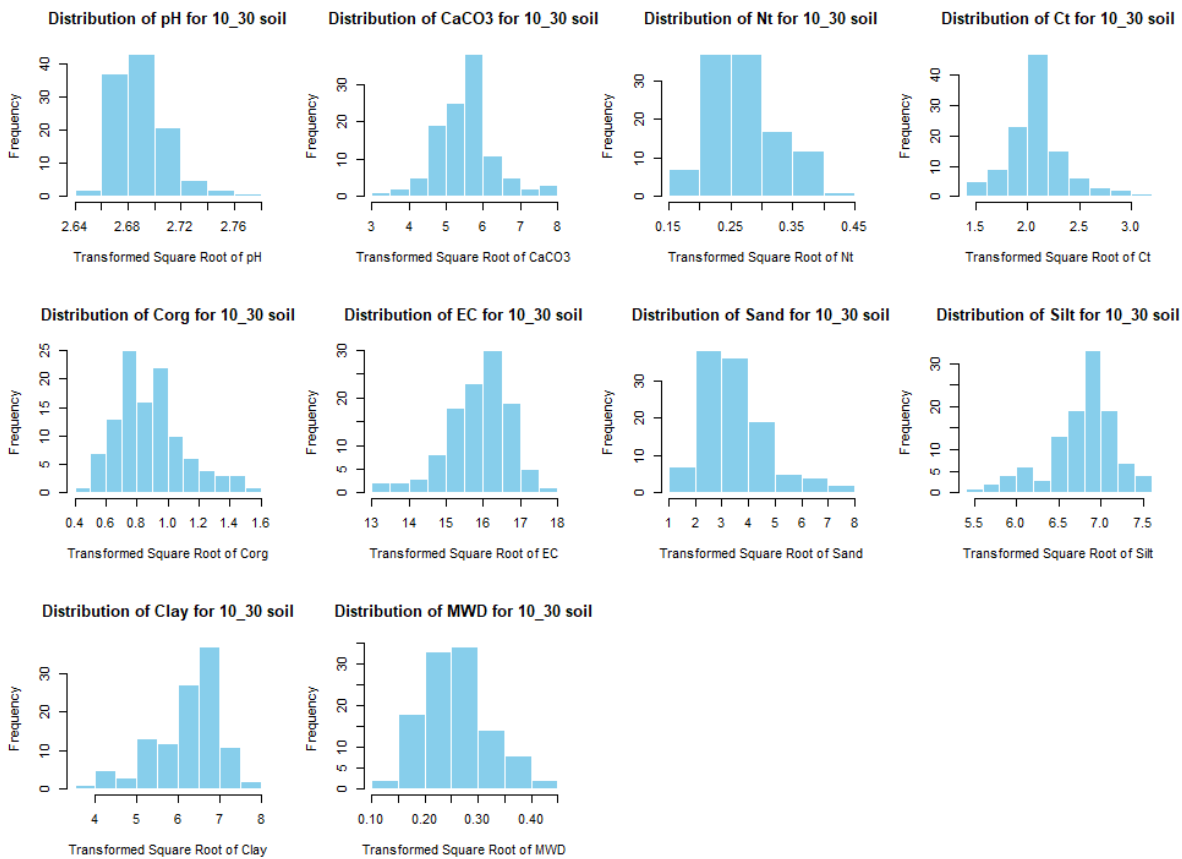 Distribution of pH for 10_30 soil
Frequency
0 10 20 30 40
2.64 2.68 2.72 2.76
Transformed Square Root of pH
Distribution of CaCO3 for 10_30 soil
Frequency
0 10 20 30
3 4 5 6 7 8
Transformed Square Root of CaCO3
Distribution of Nt for 10_30 soil
Frequency
0 10 20 30
0.15 0.25 0.35 0.45
Transformed Square Root of Nt
Distribution of Ct for 10_30 soil
Frequency
0 10 20 30 40
1.5 2.0 2.5 3.0
Transformed Square Root of Ct
Distribution of Corg for 10_30 soil
Frequency
0 5 10 15 20 25
0.4 0.6 0.8 1.0 1.2 1.4 1.6
Transformed Square Root of Corg
Distribution of EC for 10_30 soil
Frequency
0 5 10 20 30
13 14 15 16 17 18
Transformed Square Root of EC
Distribution of Sand for 10_30 soil
Frequency
0 10 20 30
1 2 3 4 5 6 7 8
Transformed Square Root of Sand
Distribution of Silt for 10_30 soil
Frequency
0 5 10 20 30
5.5 6.0 6.5 7.0 7.5
Transformed Square Root of Silt
Distribution of Clay for 10_30 soil
Frequency
0 10 20 30
4 5 6 7 8
Transformed Square Root of Clay
Distribution of MWD for 10_30 soil
Frequency
0 5 10 20 30
0.10 0.20 0.30 0.40
Transformed Square Root of MWD